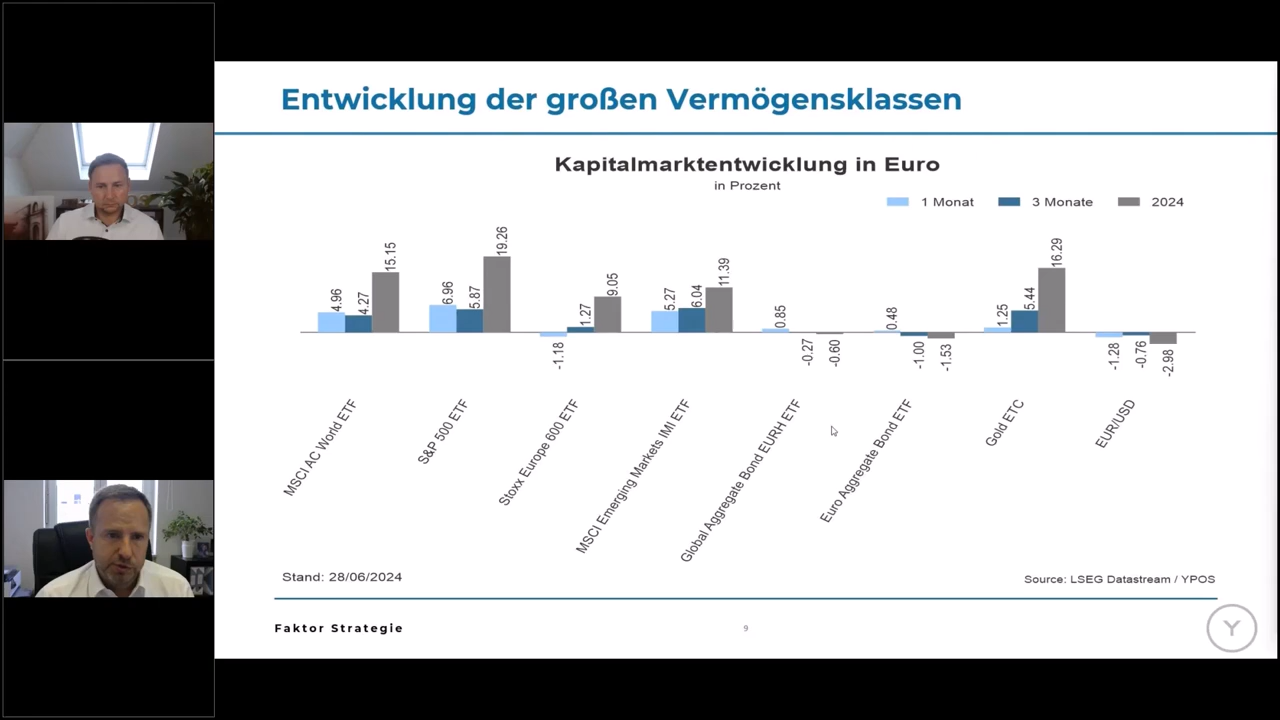 Entwicklung der großen Vermögensklassen
Kapitalmarktentwicklung in Euro
in Prozent
1 Monat
3 Monate
2024
4.96
4.27
15.15
6.96
5.87
19.26
-1.18
1.27
9.05
5.27
6.04
11.39
0.85
-0.27
-0.60
0.48
-1.00
-1.53
1.25
5.44
16.29
-1.28
-0.76
-2.98
MSCI AC World ETF
S&P 500 ETF
Stoxx Europe 600 ETF
MSCI Emerging Markets IMI ETF
Global Aggregate Bond EURH ETF
Euro Aggregate Bond ETF
Gold ETC
EUR/USD
Stand: 28/06/2024
Source: LSEG Datastream / YPOS
Faktor Strategie
9
Y